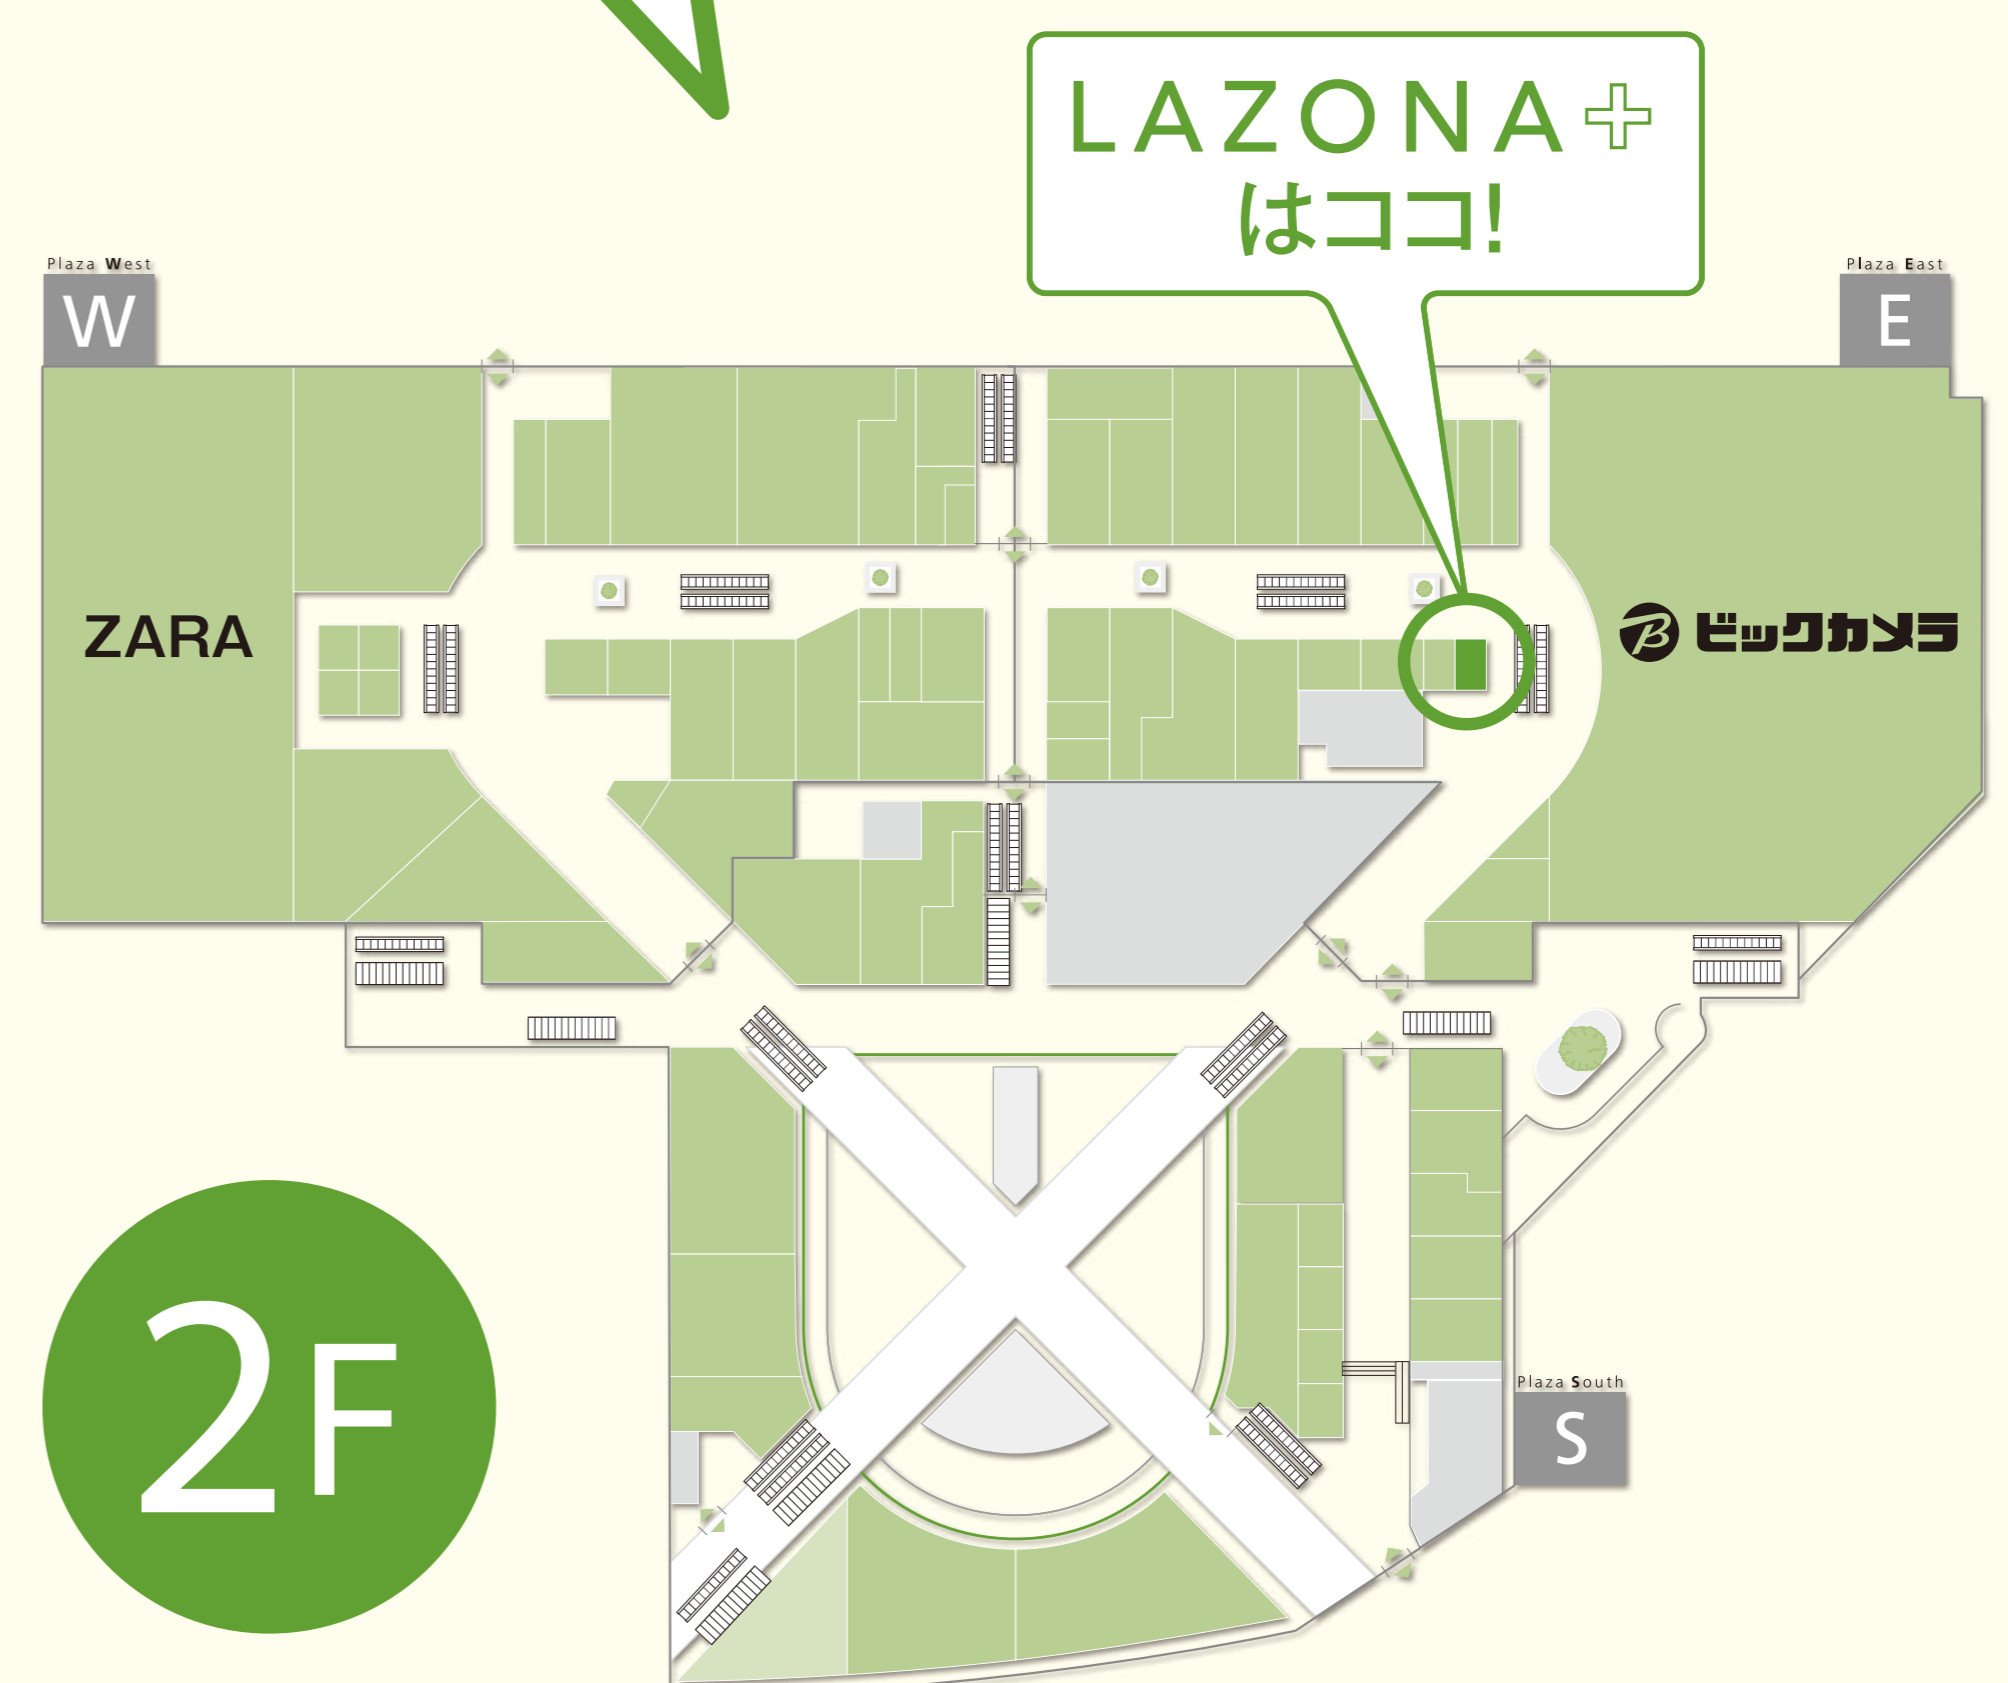 LAZONA+
はココ!
Plaza West
W
Plaza East
E
ZARA
B ビックカメラ
2F
Plaza South
S